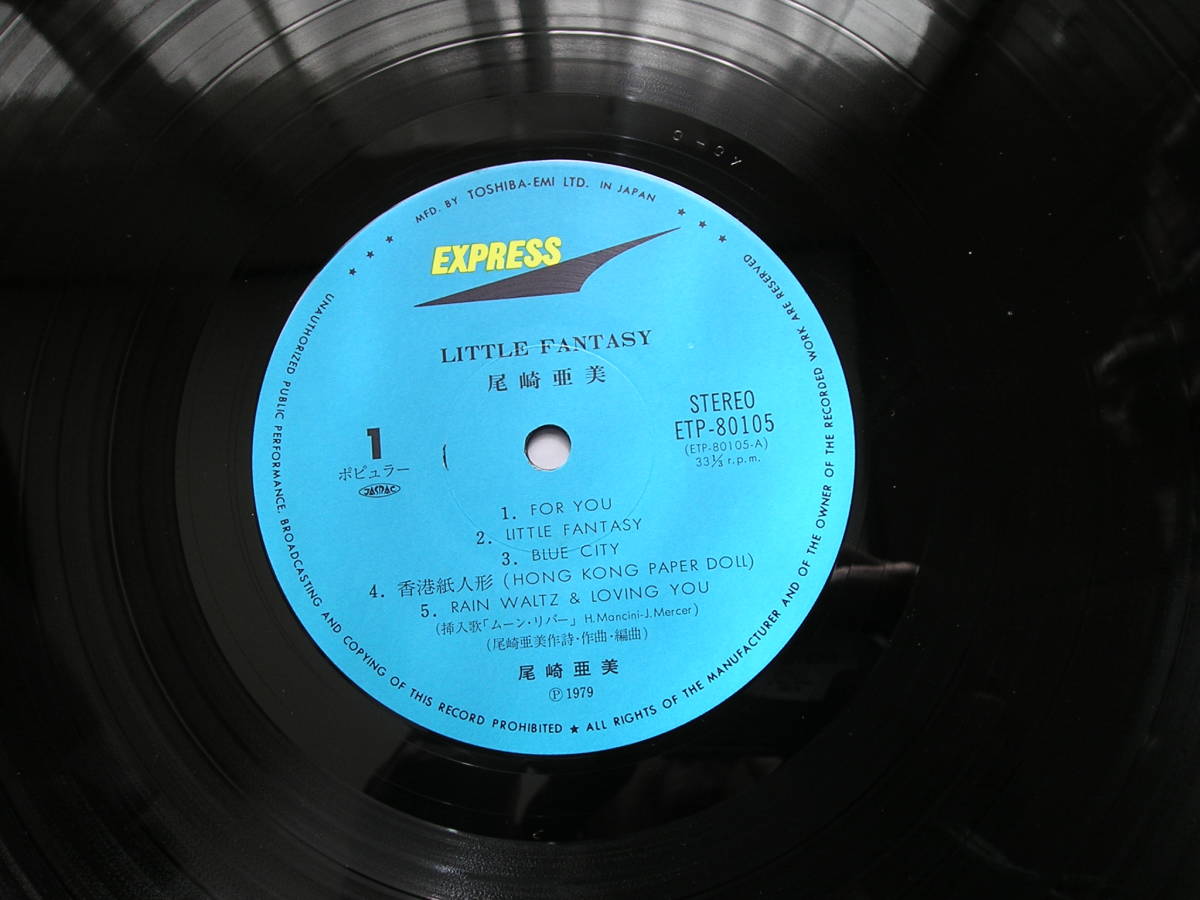 MFD. BY TOSHIBA-EMI LTD. IN JAPAN
EXPRESS
LITTLE FANTASY
尾崎亜美
STEREO
ETP-80105
(ETP-80105-A)
33⅓ r.p.m.
1
ポピュラー
JASRAC
1. FOR YOU
2. LITTLE FANTASY
3. BLUE CITY
4. 香港紙人形 (HONG KONG PAPER DOLL)
5. RAIN WALTZ & LOVING YOU
(挿入歌「ムーン・リバー」 H.Mancini-J.Mercer)
(尾崎亜美作詩・作曲・編曲)
尾崎亜美
Ⓟ 1979
UNAUTHORIZED PUBLIC PERFORMANCE, BROADCASTING AND COPYING OF THIS RECORD PROHIBITED ★ ALL RIGHTS OF THE MANUFACTURER AND OF THE OWNER OF THE RECORDED WORK ARE RESERVED